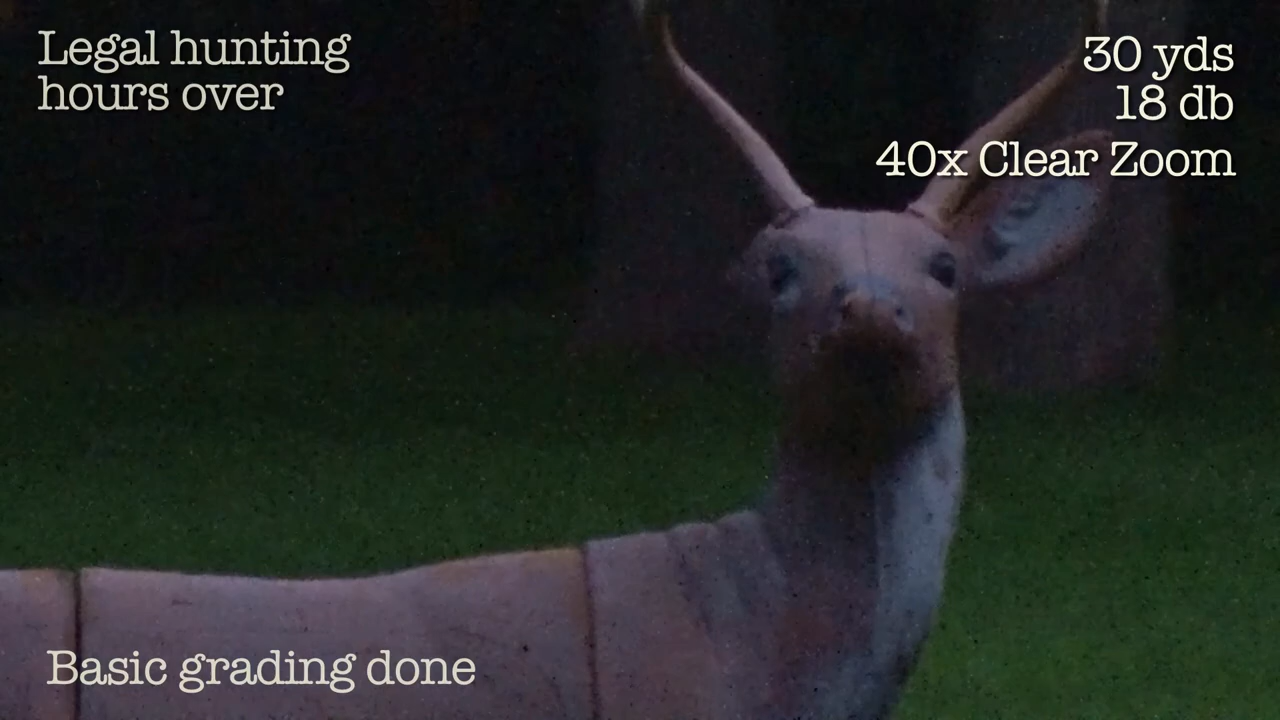 Legal hunting
hours over
30 yds
18 db
40x Clear Zoom
Basic grading done